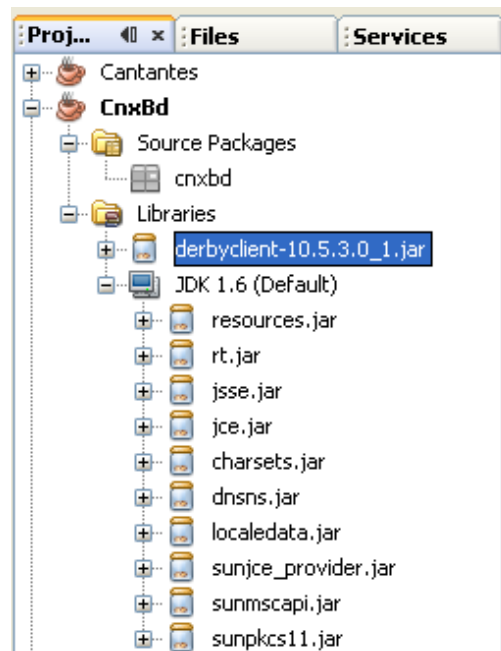 Proj... Files Services
Cantantes
CnxBd
Source Packages
cnxbd
Libraries
derbyclient-10.5.3.0_1.jar
JDK 1.6 (Default)
resources.jar
rt.jar
jsse.jar
jce.jar
charsets.jar
dnsns.jar
localedata.jar
sunjce_provider.jar
sunmscapi.jar
sunpkcs11.jar